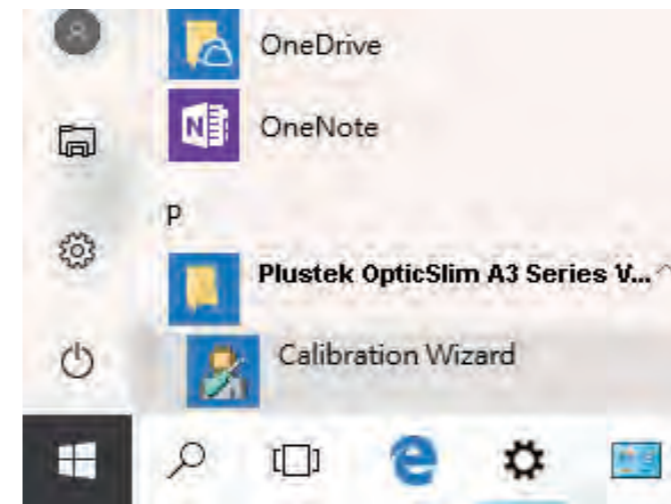 OneDrive
OneNote
P
Plustek OpticSlim A3 Series V...
Calibration Wizard